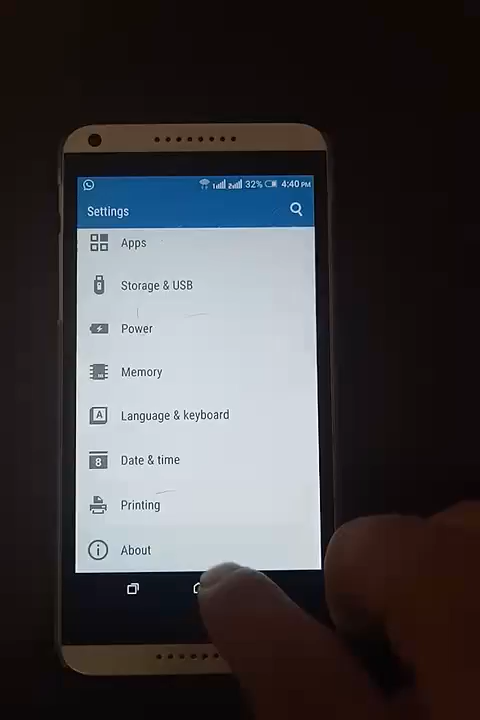 32% 4:40 PM
Settings
Apps
Storage & USB
Power
Memory
A Language & keyboard
8 Date & time
Printing
About